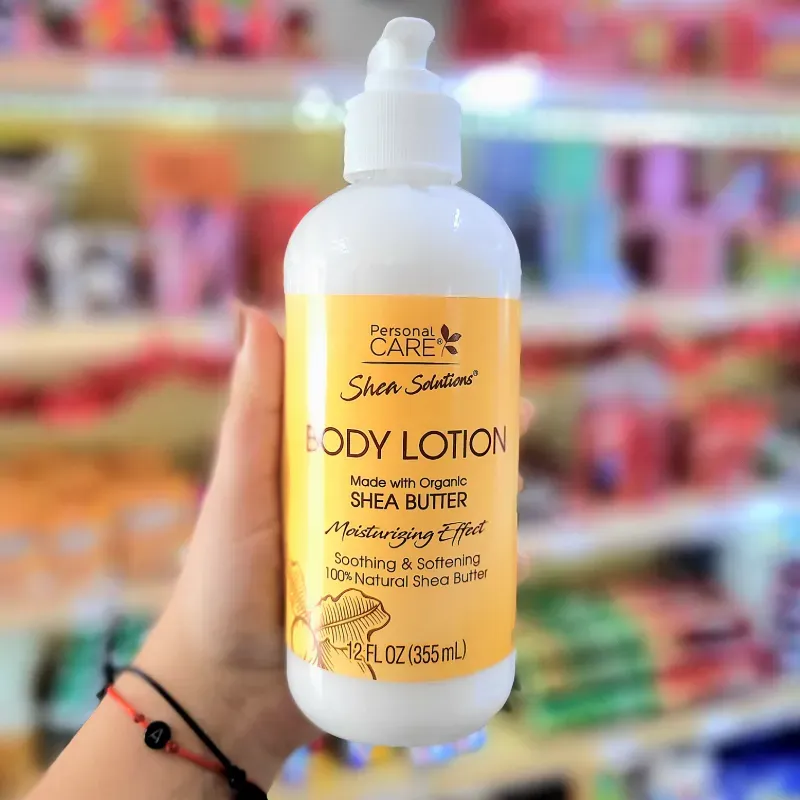 Personal
CARE®
Shea Solutions®
BODY LOTION
Made with Organic
SHEA BUTTER
Moisturizing Effect
Soothing & Softening
100% Natural Shea Butter
12 FL OZ (355 mL)
A